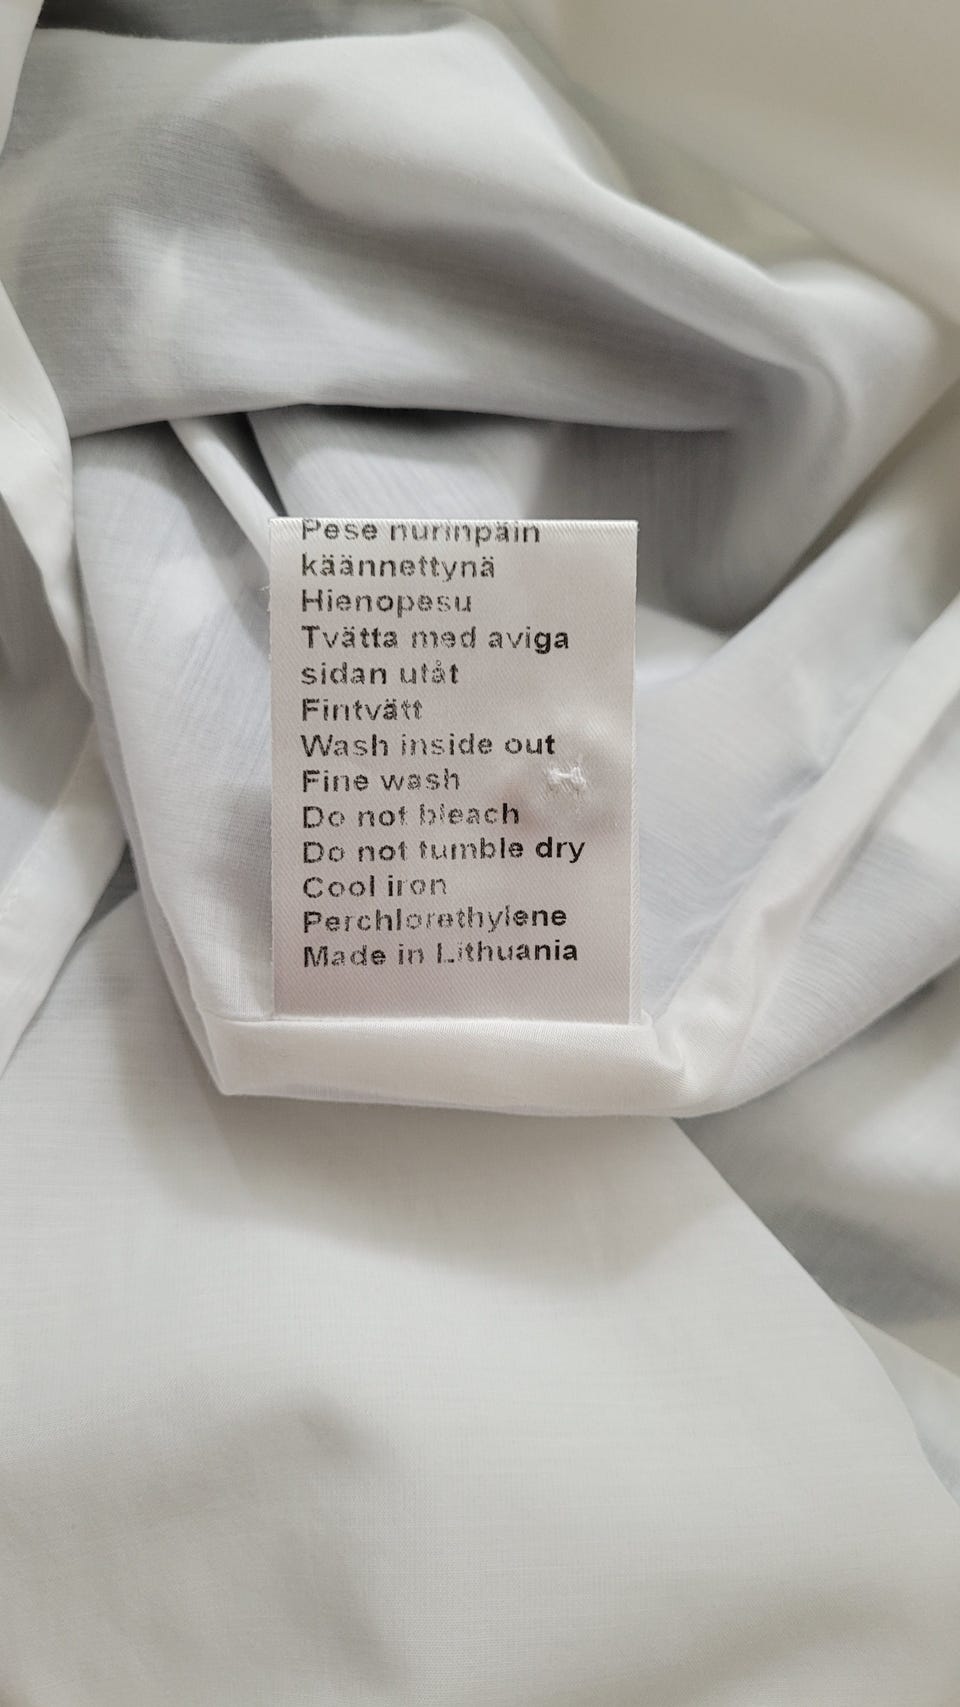 Pese nurinpäin
käännettynä
Hienopesu
Tvätta med aviga
sidan utåt
Fintvätt
Wash inside out
Fine wash
Do not bleach
Do not tumble dry
Cool iron
Perchlorethylene
Made in Lithuania